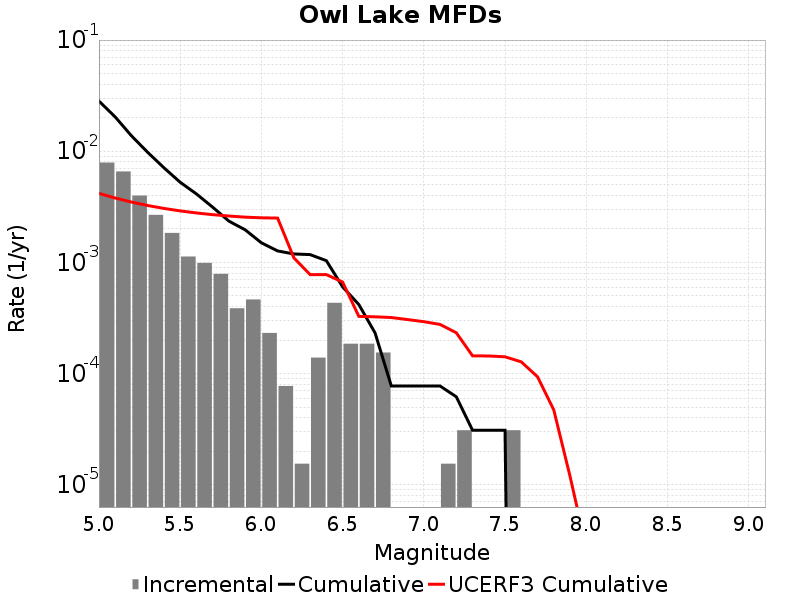 Owl Lake MFDs
10-1
10-2
10-3
10-4
10-5
Rate (1/yr)
5.0 5.5 6.0 6.5 7.0 7.5 8.0 8.5 9.0
Magnitude
Incremental Cumulative UCERF3 Cumulative